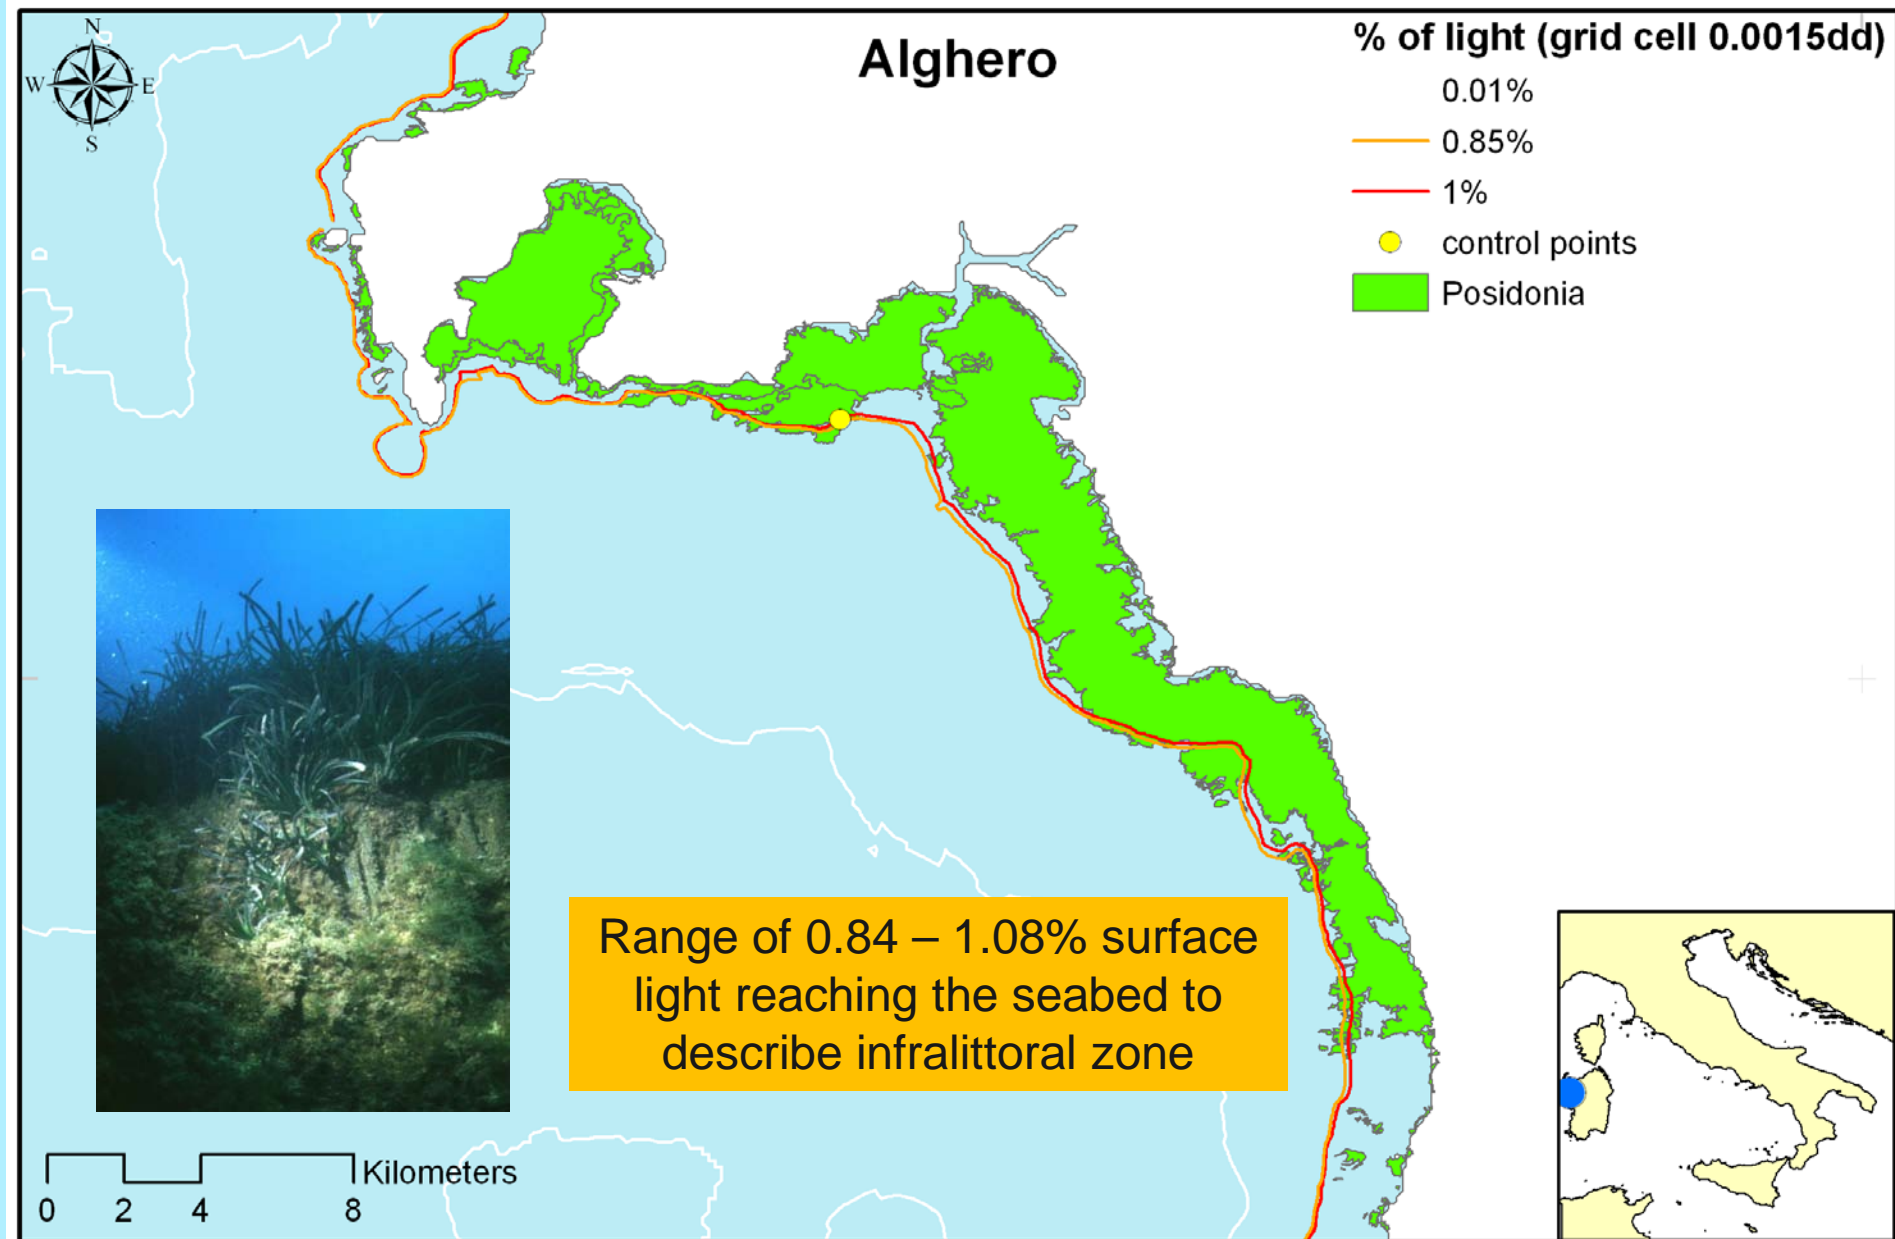 Alghero
N
W
E
S
% of light (grid cell 0.0015dd)
0.01%
0.85%
1%
control points
Posidonia
Range of 0.84 – 1.08% surface
light reaching the seabed to
describe infralittoral zone
Kilometers
0 2 4 8